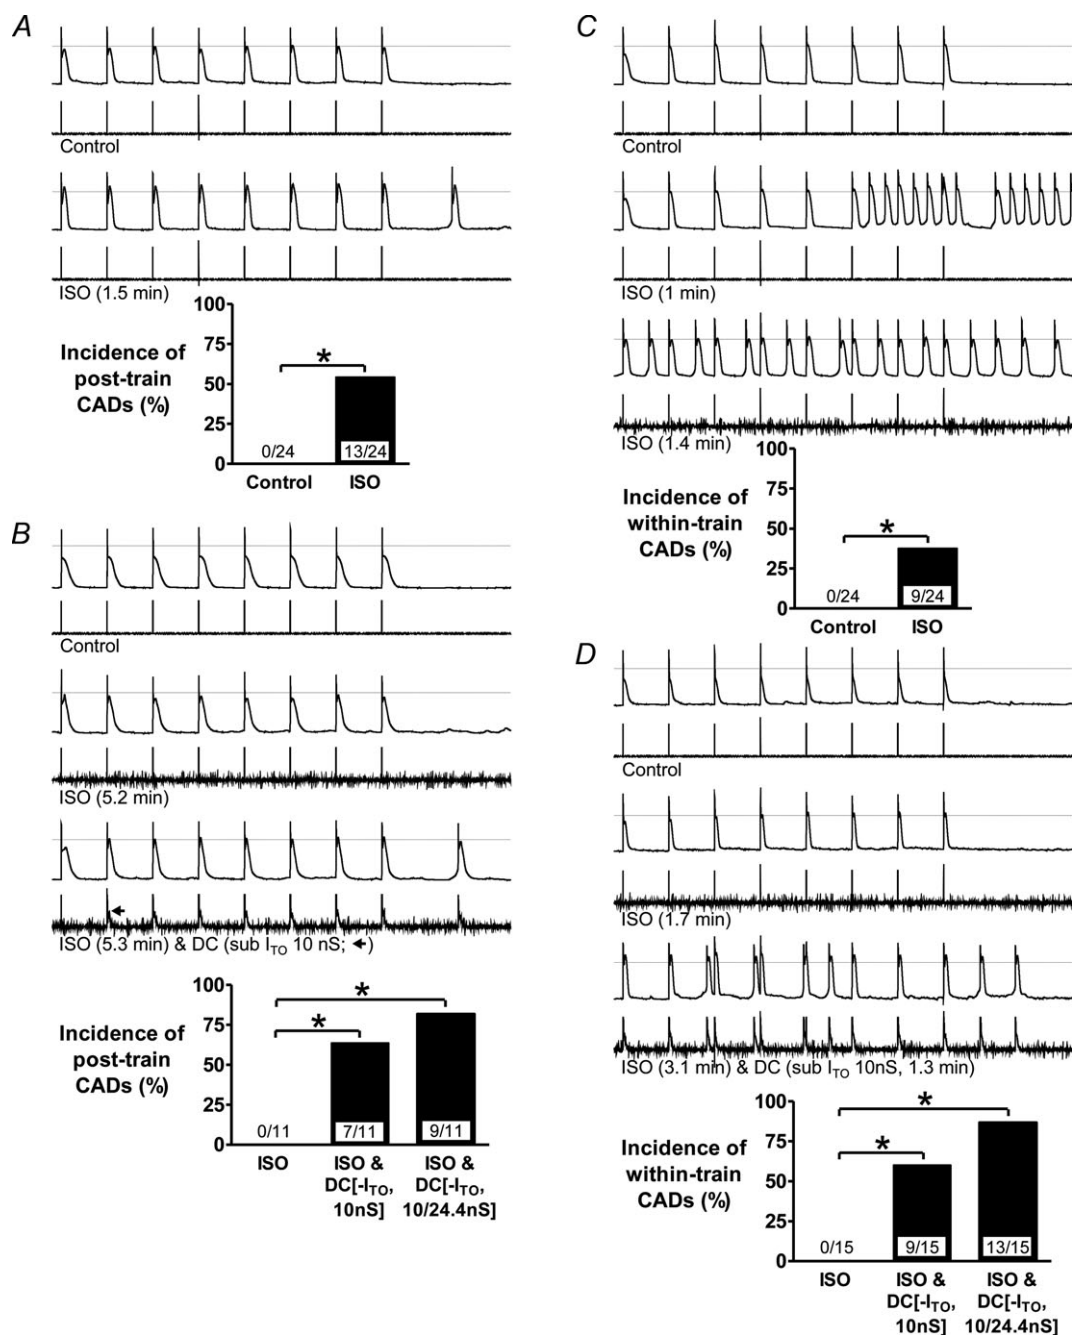 A
Control
ISO (1.5 min)
100
75
50
25
0
Incidence of
post-train
CADs (%)
*
0/24
13/24
Control
ISO
B
Control
ISO (5.2 min)
ISO (5.3 min) & DC (sub I_TO 10 nS; ←)
100
75
50
25
0
Incidence of
post-train
CADs (%)
*
*
0/11
7/11
9/11
ISO
ISO &
DC[-I_TO,
10nS]
ISO &
DC[-I_TO,
10/24.4nS]
C
Control
ISO (1 min)
ISO (1.4 min)
100
75
50
25
0
Incidence of
within-train
CADs (%)
*
0/24
9/24
Control
ISO
D
Control
ISO (1.7 min)
ISO (3.1 min) & DC (sub I_TO 10nS, 1.3 min)
100
75
50
25
0
Incidence of
within-train
CADs (%)
*
*
0/15
9/15
13/15
ISO
ISO &
DC[-I_TO,
10nS]
ISO &
DC[-I_TO,
10/24.4nS]